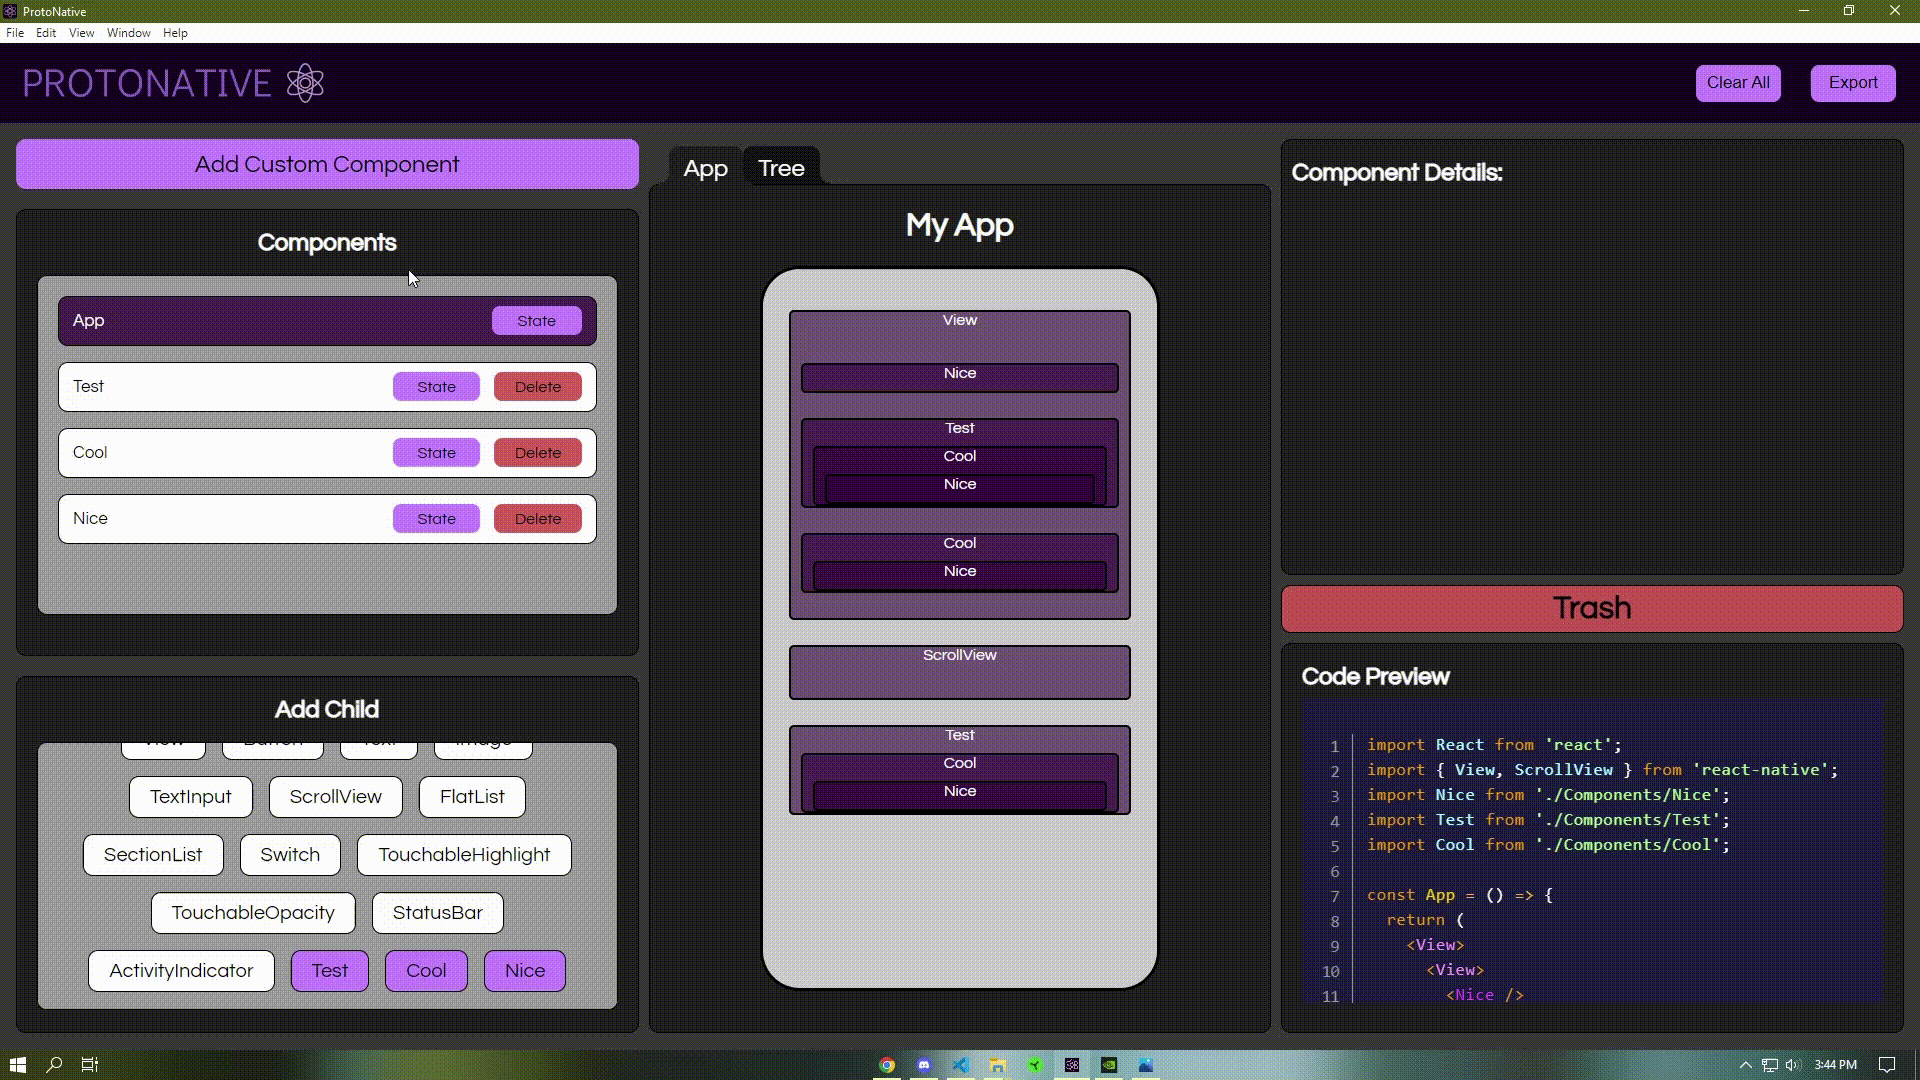 ProtoNative
File Edit View Window Help
PROTONATIVE
Clear All Export
Add Custom Component
Components
App State
Test State Delete
Cool State Delete
Nice State Delete
Add Child
View Button Text Image
TextInput ScrollView FlatList
SectionList Switch TouchableHighlight
TouchableOpacity StatusBar
ActivityIndicator Test Cool Nice
App Tree
My App
View
Nice
Test
Cool
Nice
Cool
Nice
ScrollView
Test
Cool
Nice
Component Details:
Trash
Code Preview
1 import React from 'react';
2 import { View, ScrollView } from 'react-native';
3 import Nice from './Components/Nice';
4 import Test from './Components/Test';
5 import Cool from './Components/Cool';
6
7 const App = () => {
8 return (
9 <View>
10 <View>
11 <Nice />
3:44 PM